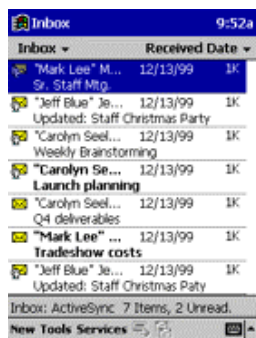 Inbox 9:52a
Inbox Received Date
"Mark Lee" M... 12/13/99 1K
Sr. Staff Mtg.
"Jeff Blue" Je... 12/13/99 1K
Updated: Staff Christmas Party
"Carolyn Seel... 12/13/99 1K
Weekly Brainstorming
"Carolyn Se... 12/13/99 1K
Launch planning
"Carolyn Seel... 12/13/99 1K
Q4 deliverables
"Mark Lee" ... 12/13/99 1K
Tradeshow costs
"Jeff Blue" Je... 12/13/99 1K
Updated: Staff Christmas Paty
Inbox: ActiveSync 7 Items, 2 Unread.
New Tools Services